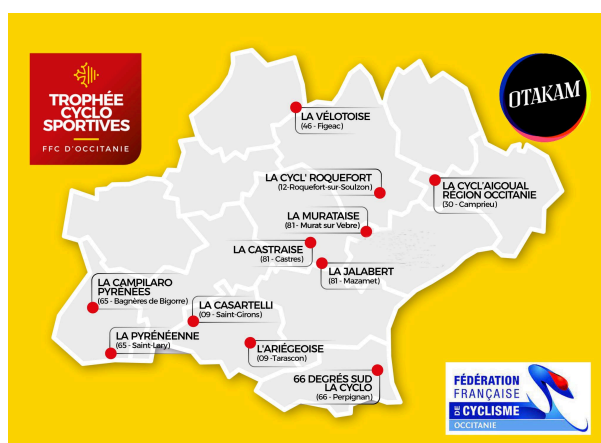 TROPHÉE
CYCLO
SPORTIVES
FFC D'OCCITANIE
OTAKAM
LA VÉLOTOISE
(46 - Figeac)
LA CYCL' ROQUEFORT
(12-Roquefort-sur-Soulzon)
LA CYCL'AIGOUAL
RÉGION OCCITANIE
(30 - Camprieu)
LA MURATAISE
(81 - Murat sur Vebre)
LA CASTRAISE
(81 - Castres)
LA JALABERT
(81 - Mazamet)
LA CAMPILARO
PYRÉNÉES
(65 - Bagnères de Bigorre)
LA CASARTELLI
(09 - Saint-Girons)
LA PYRÉNÉENNE
(65 - Saint-Lary)
L'ARIÉGEOISE
(09 -Tarascon)
66 DEGRÉS SUD
LA CYCLO
(66 - Perpignan)
FÉDÉRATION
FRANÇAISE
DE CYCLISME
OCCITANIE